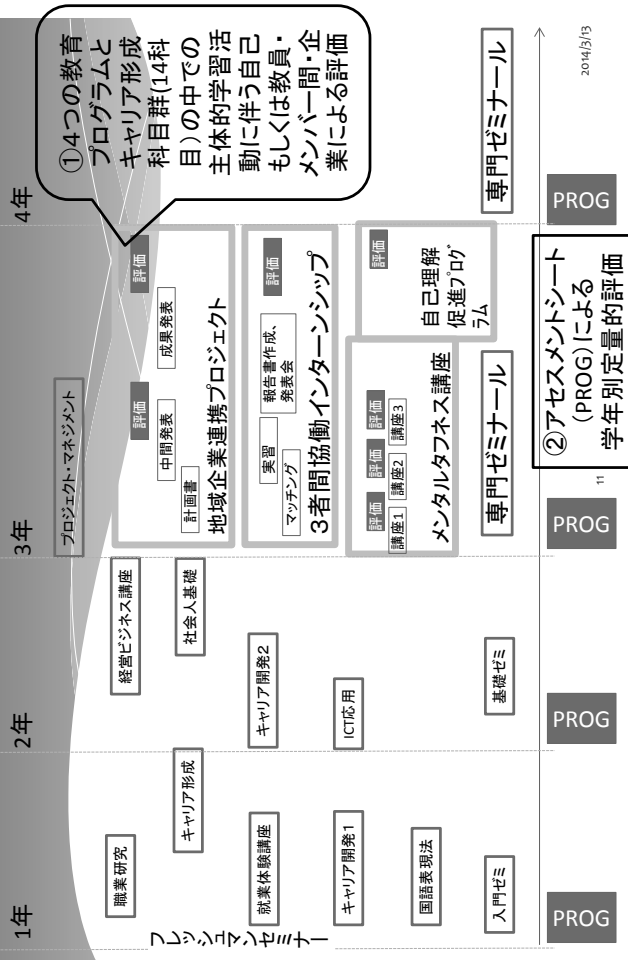 1年
2年
3年
4年
プロジェクト・マネジメント
①4つの教育
プログラムと
キャリア形成
科目群(14科
目)の中での
主体的学習活
動に伴う自己
もしくは教員・
メンバー間・企
業による評価
職業研究
キャリア形成
経営ビジネス講座
社会人基礎
計画書
中間発表
評価
成果発表
評価
地域企業連携プロジェクト
フレッシュマンセミナー
就業体験講座
キャリア開発2
マッチング
実習
報告書作成、
発表会
評価
3者間協働インターンシップ
キャリア開発1
ICT応用
評価
評価
評価
講座1
講座2
講座3
メンタルタフネス講座
評価
自己理解
促進プログ
ラム
国語表現法
入門ゼミ
基礎ゼミ
専門ゼミナール
専門ゼミナール
②アセスメントシート
(PROG)による
学年別定量的評価
PROG
PROG
PROG
PROG
11
2014/3/13